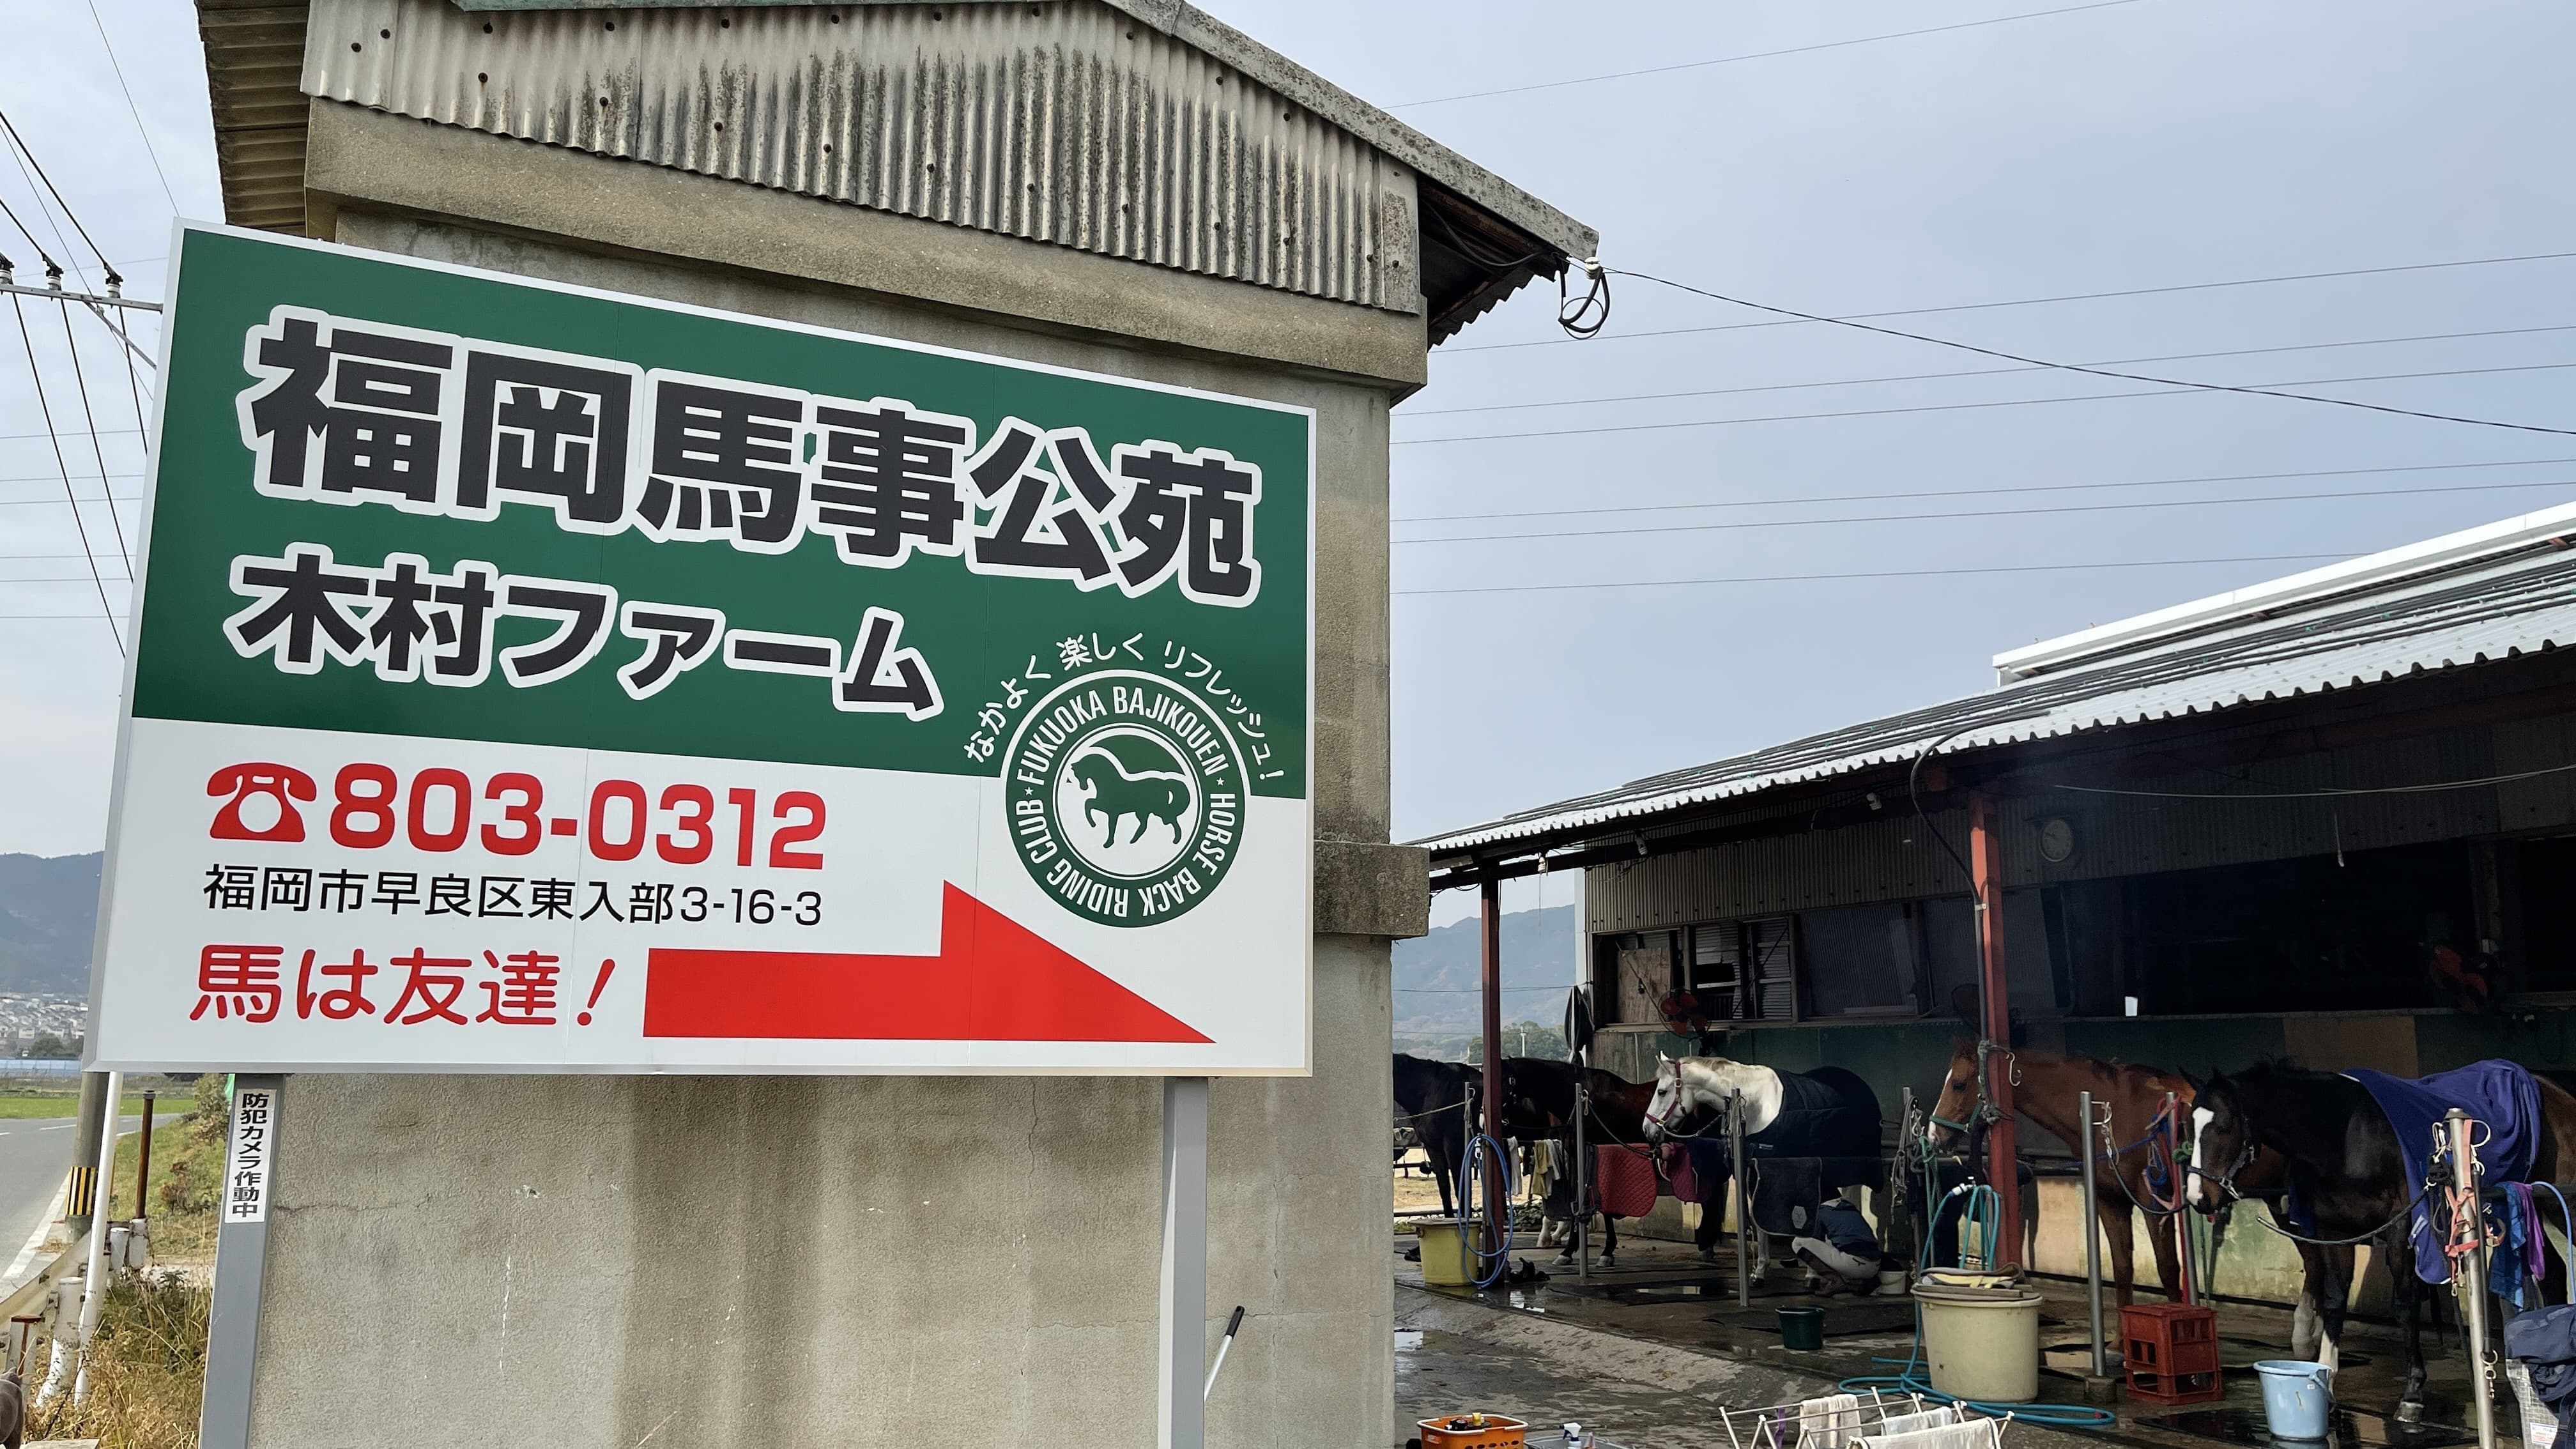 福岡馬事公苑
木村ファーム
なかよく 楽しく リフレッシュ!
FUKUOKA BAJIKOUEN
HORSE BACK RIDING CLUB
803-0312
福岡市早良区東入部3-16-3
馬は友達!
防犯カメラ作動中